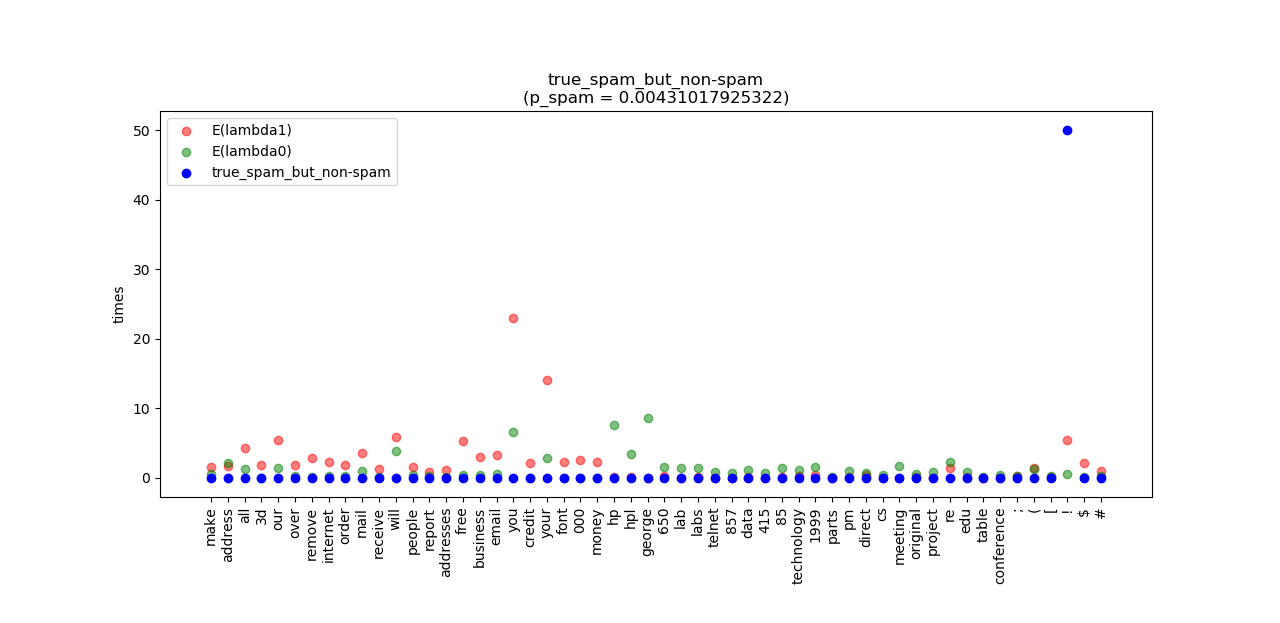 true_spam_but_non-spam
(p_spam = 0.00431017925322)
E(lambda1)
E(lambda0)
true_spam_but_non-spam
times
50
40
30
20
10
0
make
address
all
3d
our
over
remove
internet
order
mail
receive
will
people
report
addresses
free
business
email
you
credit
your
font
000
money
hp
hpl
george
650
lab
labs
telnet
857
data
415
85
technology
1999
parts
pm
direct
cs
meeting
original
project
re
edu
table
conference
;
(
[
!
$
#